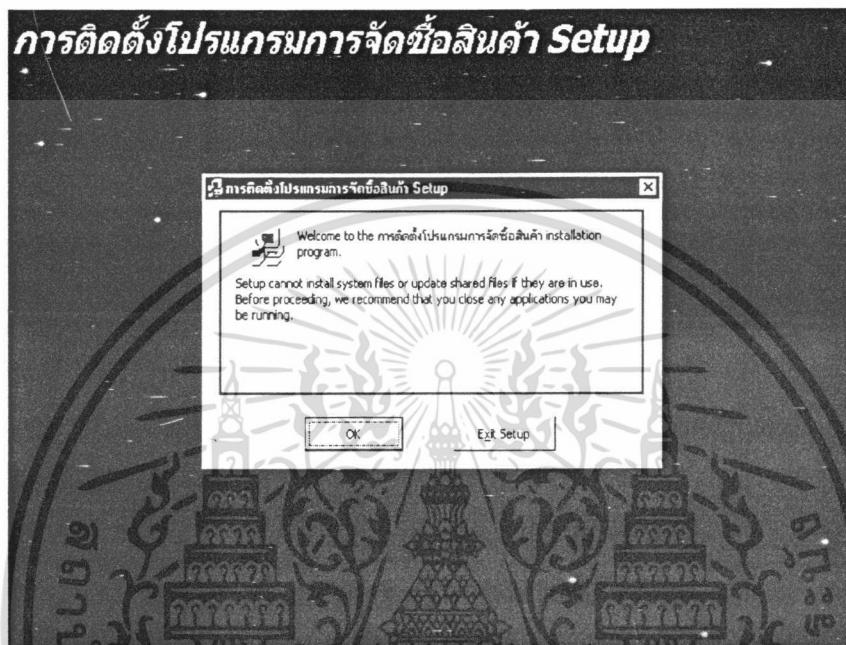 การติดตั้งโปรแกรมการจัดซื้อสินค้า Setup
การติดตั้งโปรแกรมการจัดซื้อสินค้า Setup
Welcome to the การติดตั้งโปรแกรมการจัดซื้อสินค้า installation
program.
Setup cannot install system files or update shared files if they are in use.
Before proceeding, we recommend that you close any applications you may
be running.
OK
Exit Setup